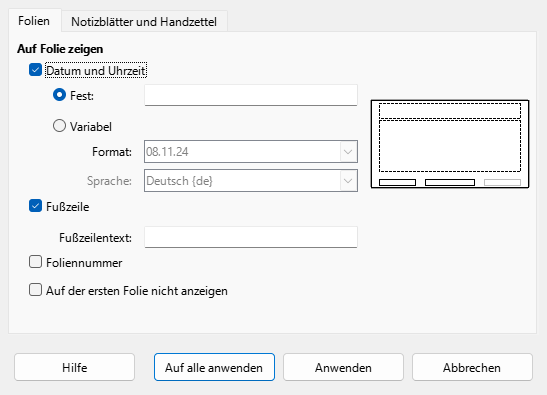 Folien
Notizblätter und Handzettel
Auf Folie zeigen
Datum und Uhrzeit
Fest:
Variabel
Format: 08.11.24
Sprache: Deutsch {de}
Fußzeile
Fußzeilentext:
Foliennummer
Auf der ersten Folie nicht anzeigen
Hilfe
Auf alle anwenden
Anwenden
Abbrechen